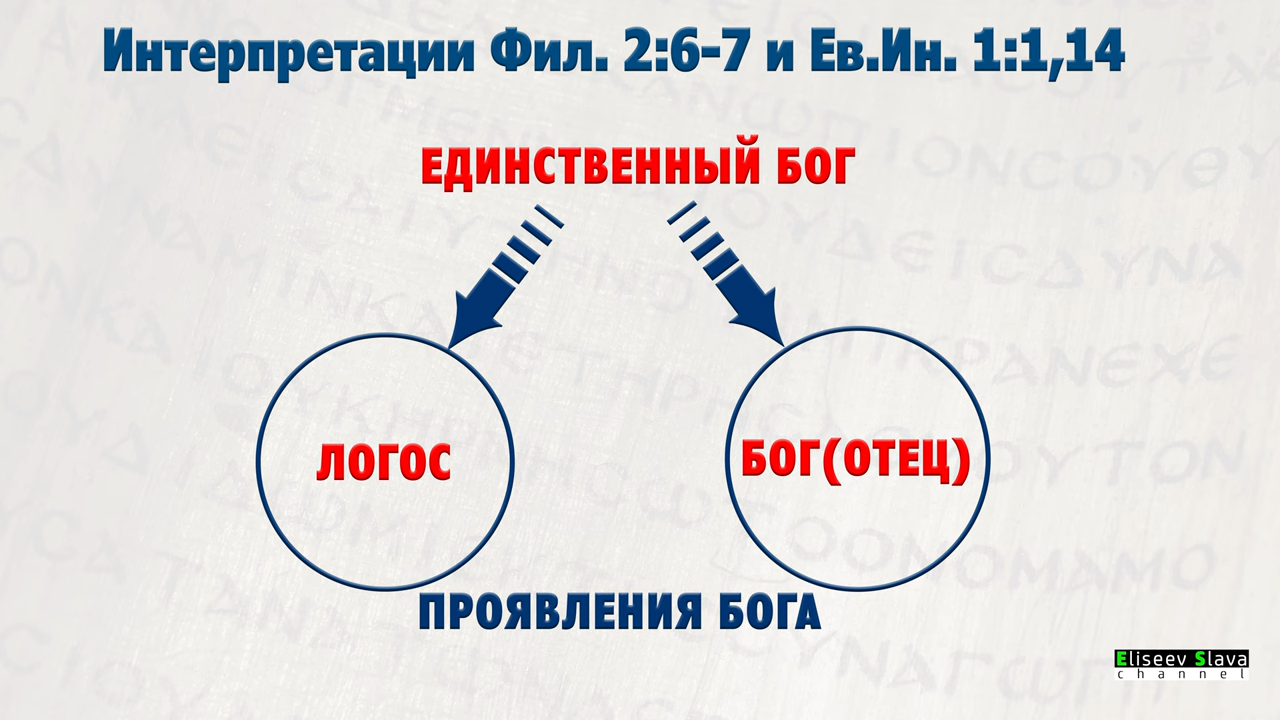 Интерпретации Фил. 2:6-7 и Ев.Ин. 1:1,14
ЕДИНСТВЕННЫЙ БОГ
ЛОГОС
БОГ(ОТЕЦ)
ПРОЯВЛЕНИЯ БОГА
Eliseev Slava
channel